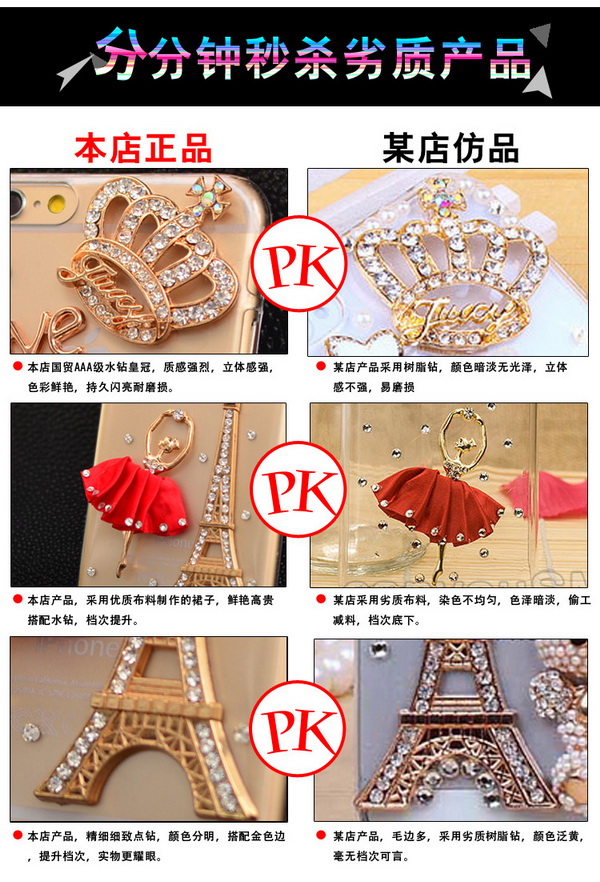 分分钟秒杀劣质产品
本店正品
某店仿品
PK
Juicy
ve
Juicy
本店国贸AAA级水钻皇冠，质感强烈，立体感强，
色彩鲜艳，持久闪亮耐磨损。
某店产品采用树脂钻，颜色暗淡无光泽，立体
感不强，易磨损
PK
本店产品，采用优质布料制作的裙子，鲜艳高贵
搭配水钻，档次提升。
某店采用劣质布料，染色不均匀，色泽暗淡，偷工
减料，档次底下。
iPhone
PK
本店产品，精细细致点钻，颜色分明，搭配金色边
，提升档次，实物更耀眼。
某店产品，毛边多，采用劣质树脂钻，颜色泛黄，
毫无档次可言。